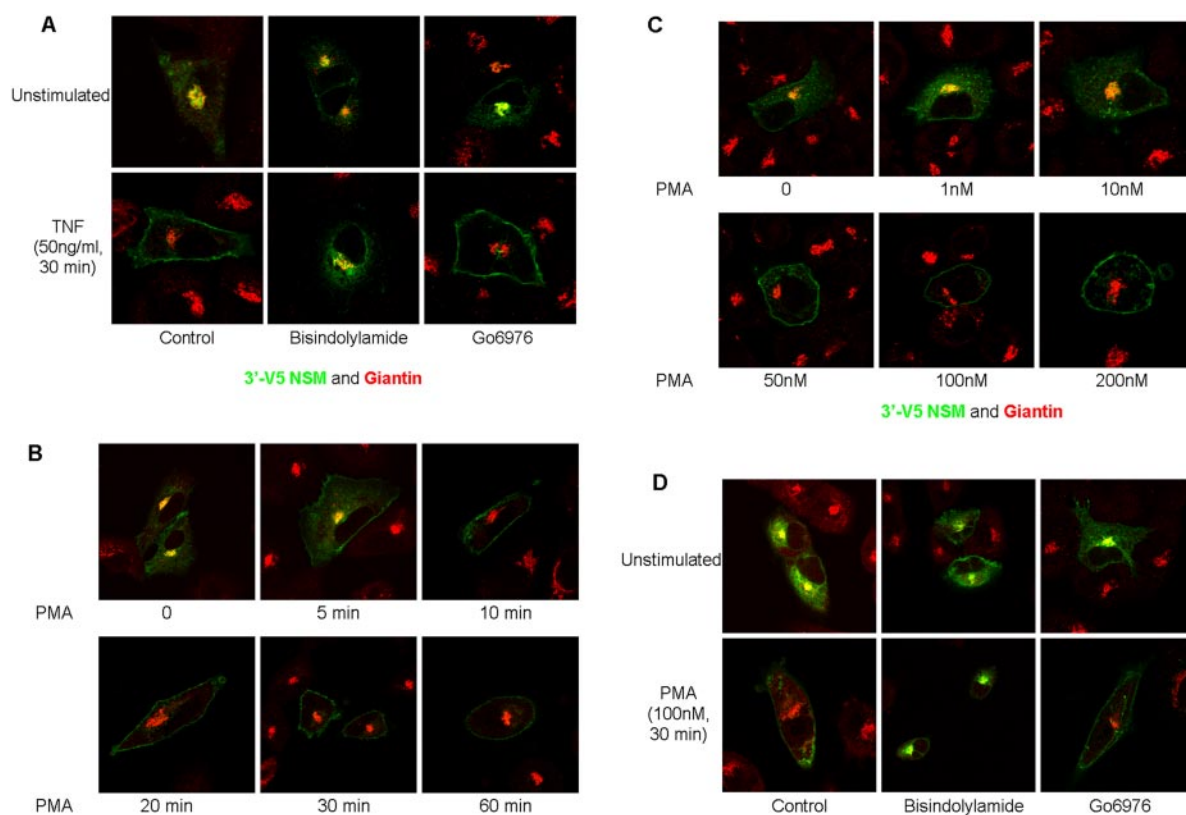 A
Unstimulated
TNF
(50ng/ml,
30 min)
Control Bisindolylamide Go6976
3'-V5 NSM and Giantin
B
PMA 0 5 min 10 min
PMA 20 min 30 min 60 min
C
PMA 0 1nM 10nM
PMA 50nM 100nM 200nM
3'-V5 NSM and Giantin
D
Unstimulated
PMA
(100nM,
30 min)
Control Bisindolylamide Go6976